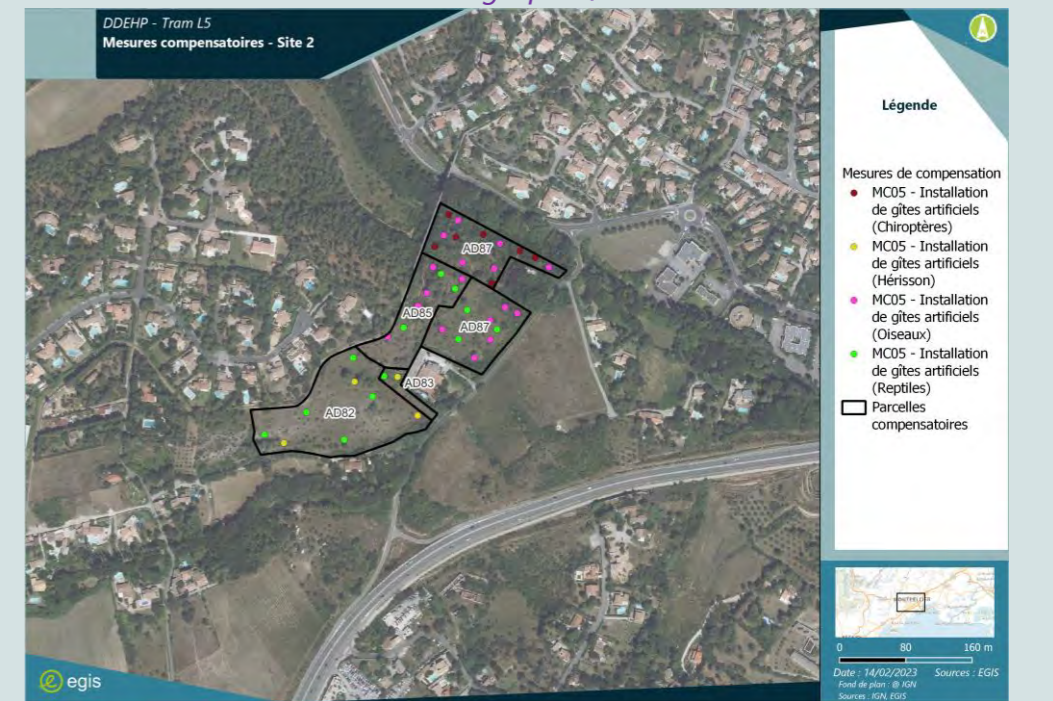 DDEHP - Tram L5
Mesures compensatoires - Site 2
Légende
Mesures de compensation
MC05 - Installation
de gîtes artificiels
(Chiroptères)
MC05 - Installation
de gîtes artificiels
(Hérisson)
MC05 - Installation
de gîtes artificiels
(Oiseaux)
MC05 - Installation
de gîtes artificiels
(Reptiles)
Parcelles
compensatoires
AD87
AD85
AD87
AD83
AD82
0 80 160 m
Date : 14/02/2023 Sources : EGIS
Fond de plan : @ IGN
Sources : IGN, EGIS
egis